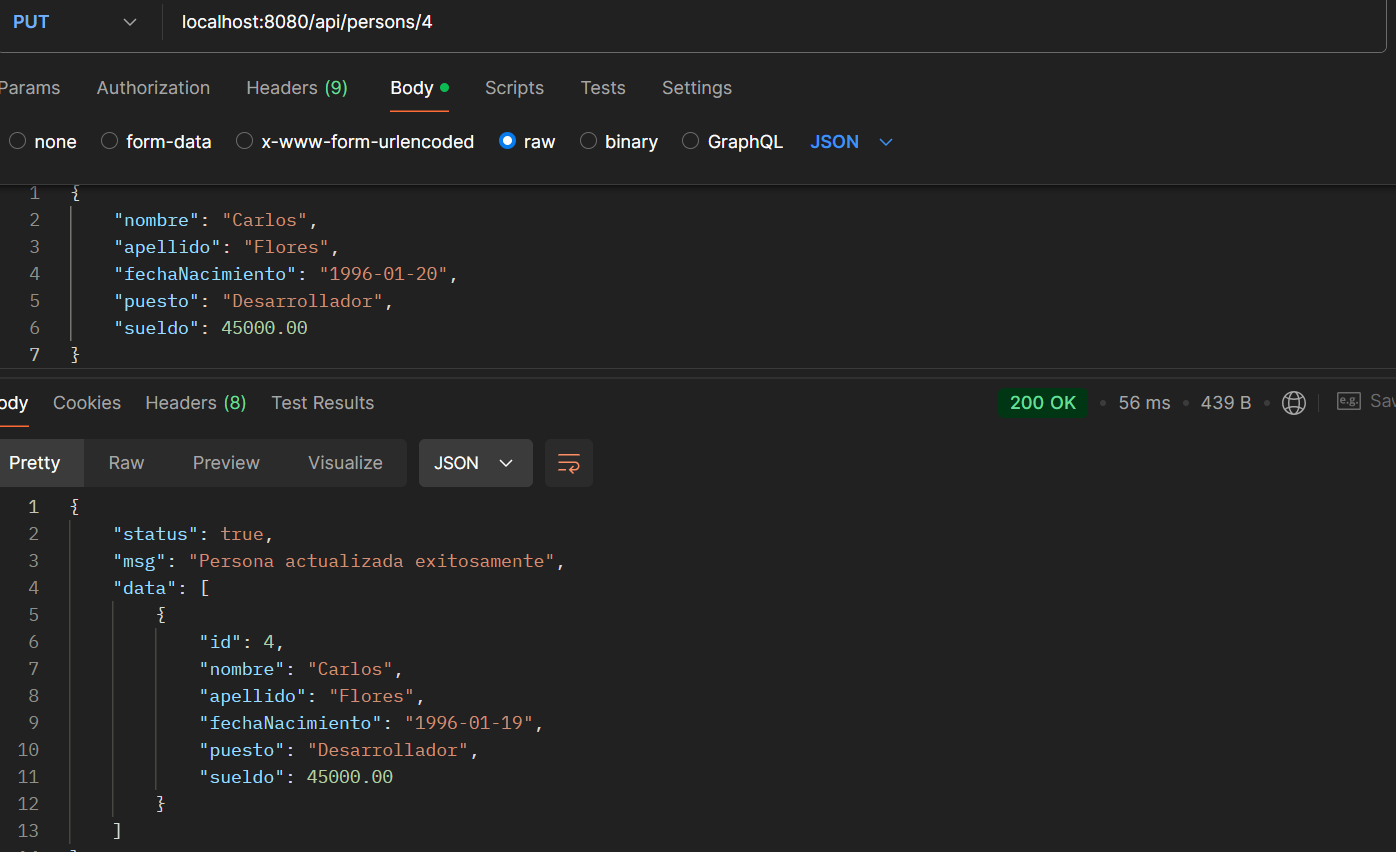 PUT localhost:8080/api/persons/4
Params Authorization Headers (9) Body Scripts Tests Settings
none form-data x-www-form-urlencoded raw binary GraphQL JSON
1 {
2 "nombre": "Carlos",
3 "apellido": "Flores",
4 "fechaNacimiento": "1996-01-20",
5 "puesto": "Desarrollador",
6 "sueldo": 45000.00
7 }
ody Cookies Headers (8) Test Results 200 OK • 56 ms • 439 B • e.g. Sav
Pretty Raw Preview Visualize JSON
1 {
2 "status": true,
3 "msg": "Persona actualizada exitosamente",
4 "data": [
5 {
6 "id": 4,
7 "nombre": "Carlos",
8 "apellido": "Flores",
9 "fechaNacimiento": "1996-01-19",
10 "puesto": "Desarrollador",
11 "sueldo": 45000.00
12 }
13 ]